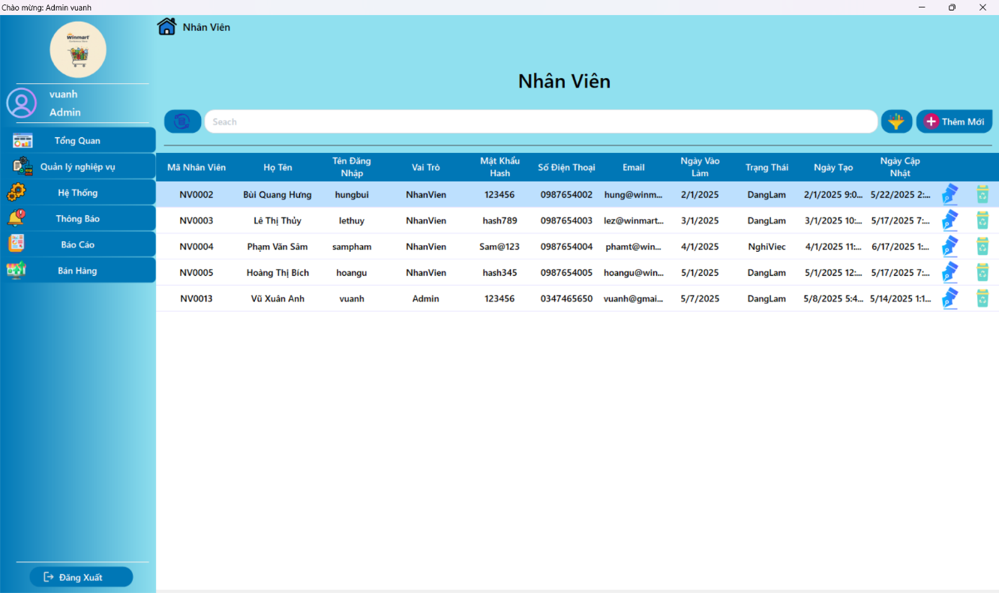 Chào mừng: Admin vuanh
Winmart
vuanh
Admin
Tổng Quan
Quản lý nghiệp vụ
Hệ Thống
Thông Báo
Báo Cáo
Bán Hàng
Đăng Xuất
Nhân Viên
Nhân Viên
Seach
Thêm Mới
Mã Nhân Viên Họ Tên Tên Đăng Nhập Vai Trò Mật Khẩu Hash Số Điện Thoại Email Ngày Vào Làm Trạng Thái Ngày Tạo Ngày Cập Nhật
NV0002 Bùi Quang Hưng hungbui NhanVien 123456 0987654002 hung@winm... 2/1/2025 DangLam 2/1/2025 9:0... 5/22/2025 2:...
NV0003 Lê Thị Thủy lethuy NhanVien hash789 0987654003 lez@winmart... 3/1/2025 DangLam 3/1/2025 10:... 5/17/2025 7:...
NV0004 Phạm Văn Sâm sampham NhanVien Sam@123 0987654004 phamt@win... 4/1/2025 NghiViec 4/1/2025 11:... 6/17/2025 1:...
NV0005 Hoàng Thị Bích hoangu NhanVien hash345 0987654005 hoangu@win... 5/1/2025 DangLam 5/1/2025 12:... 5/17/2025 7:...
NV0013 Vũ Xuân Anh vuanh Admin 123456 0347465650 vuanh@gmai... 5/7/2025 DangLam 5/8/2025 5:4... 5/14/2025 1:1...